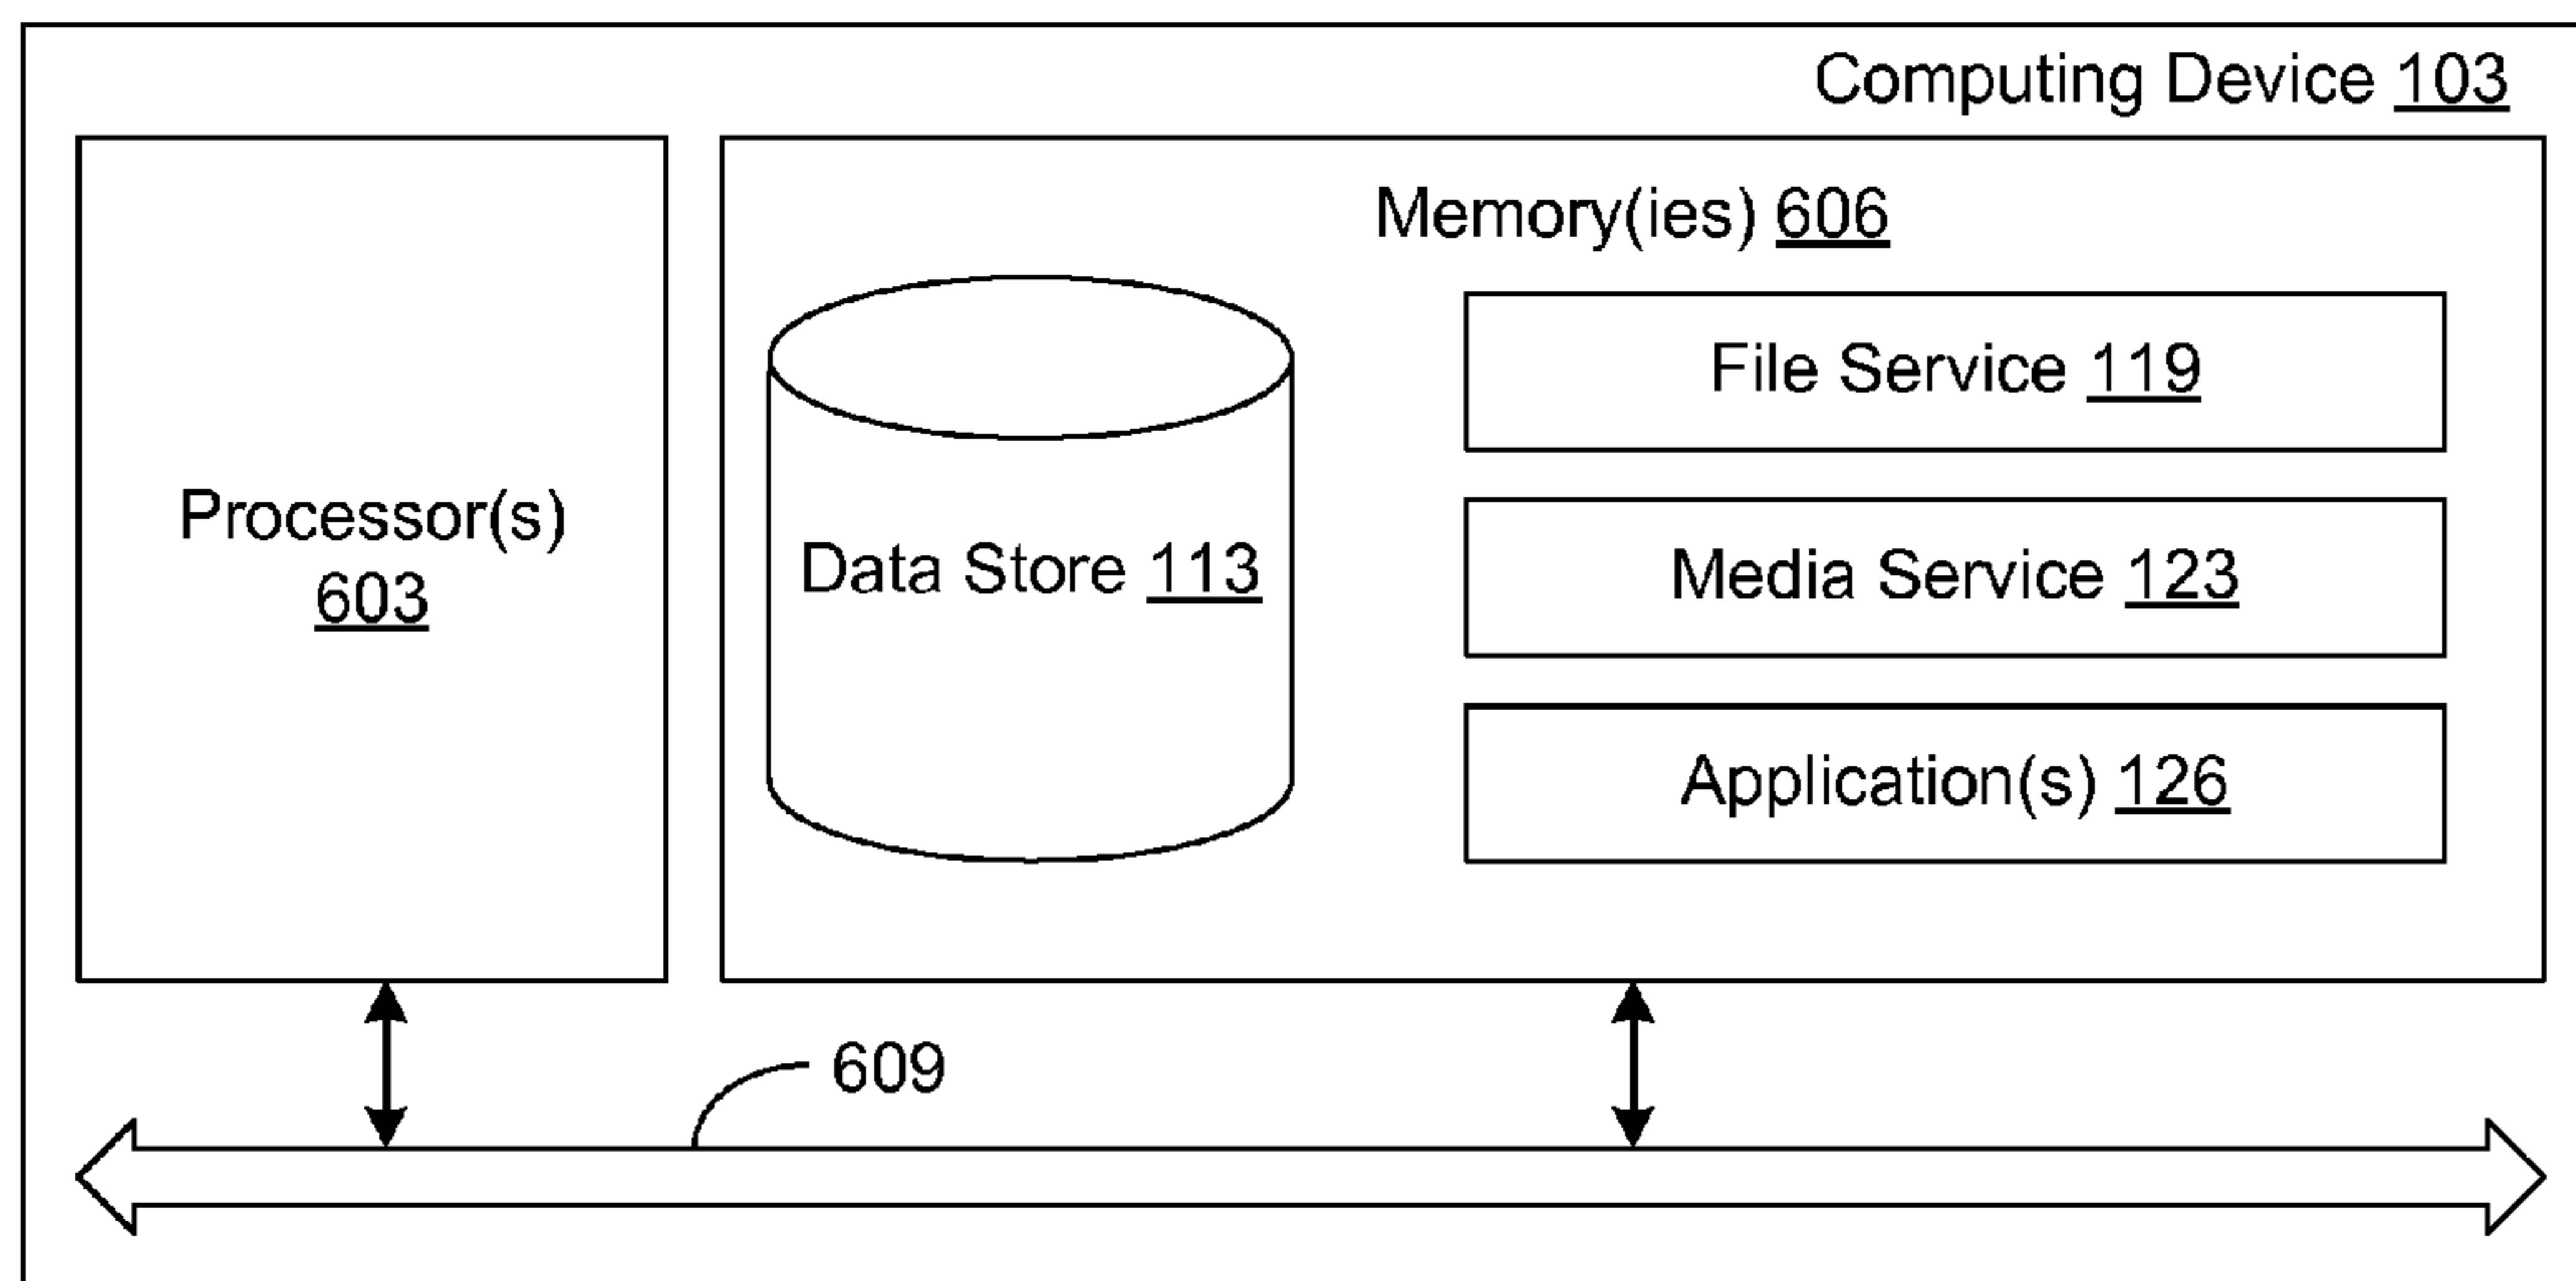 Computing Device 103
Memory(ies) 606
File Service 119
Processor(s)
603
Data Store 113
Media Service 123
Application(s) 126
609